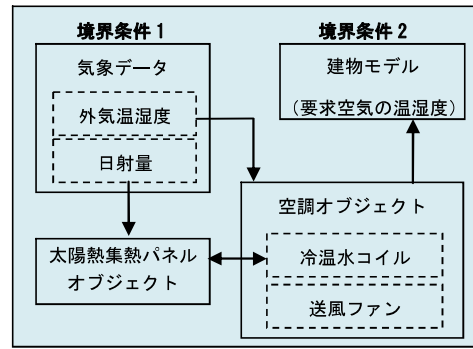 境界条件1
気象データ
外気温湿度
日射量
太陽熱集熱パネル
オブジェクト
境界条件2
建物モデル
（要求空気の温湿度）
空調オブジェクト
冷温水コイル
送風ファン